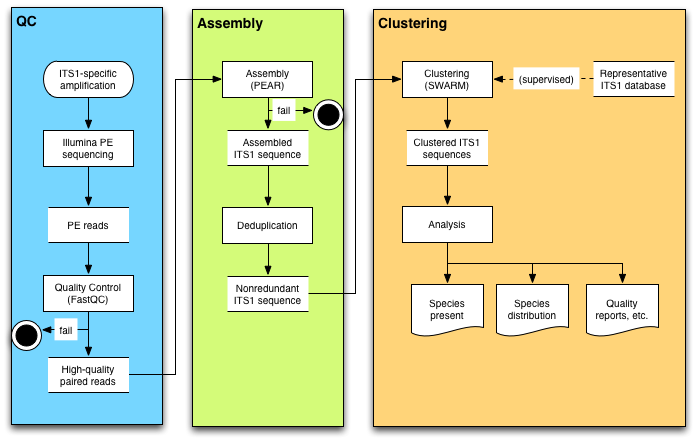 QC
ITS1-specific
amplification
Illumina PE
sequencing
PE reads
Quality Control
(FastQC)
fail
High-quality
paired reads
Assembly
Assembly
(PEAR)
fail
Assembled
ITS1 sequence
Deduplication
Nonredundant
ITS1 sequence
Clustering
Clustering
(SWARM)
(supervised)
Representative
ITS1 database
Clustered ITS1
sequences
Analysis
Species
present
Species
distribution
Quality
reports, etc.